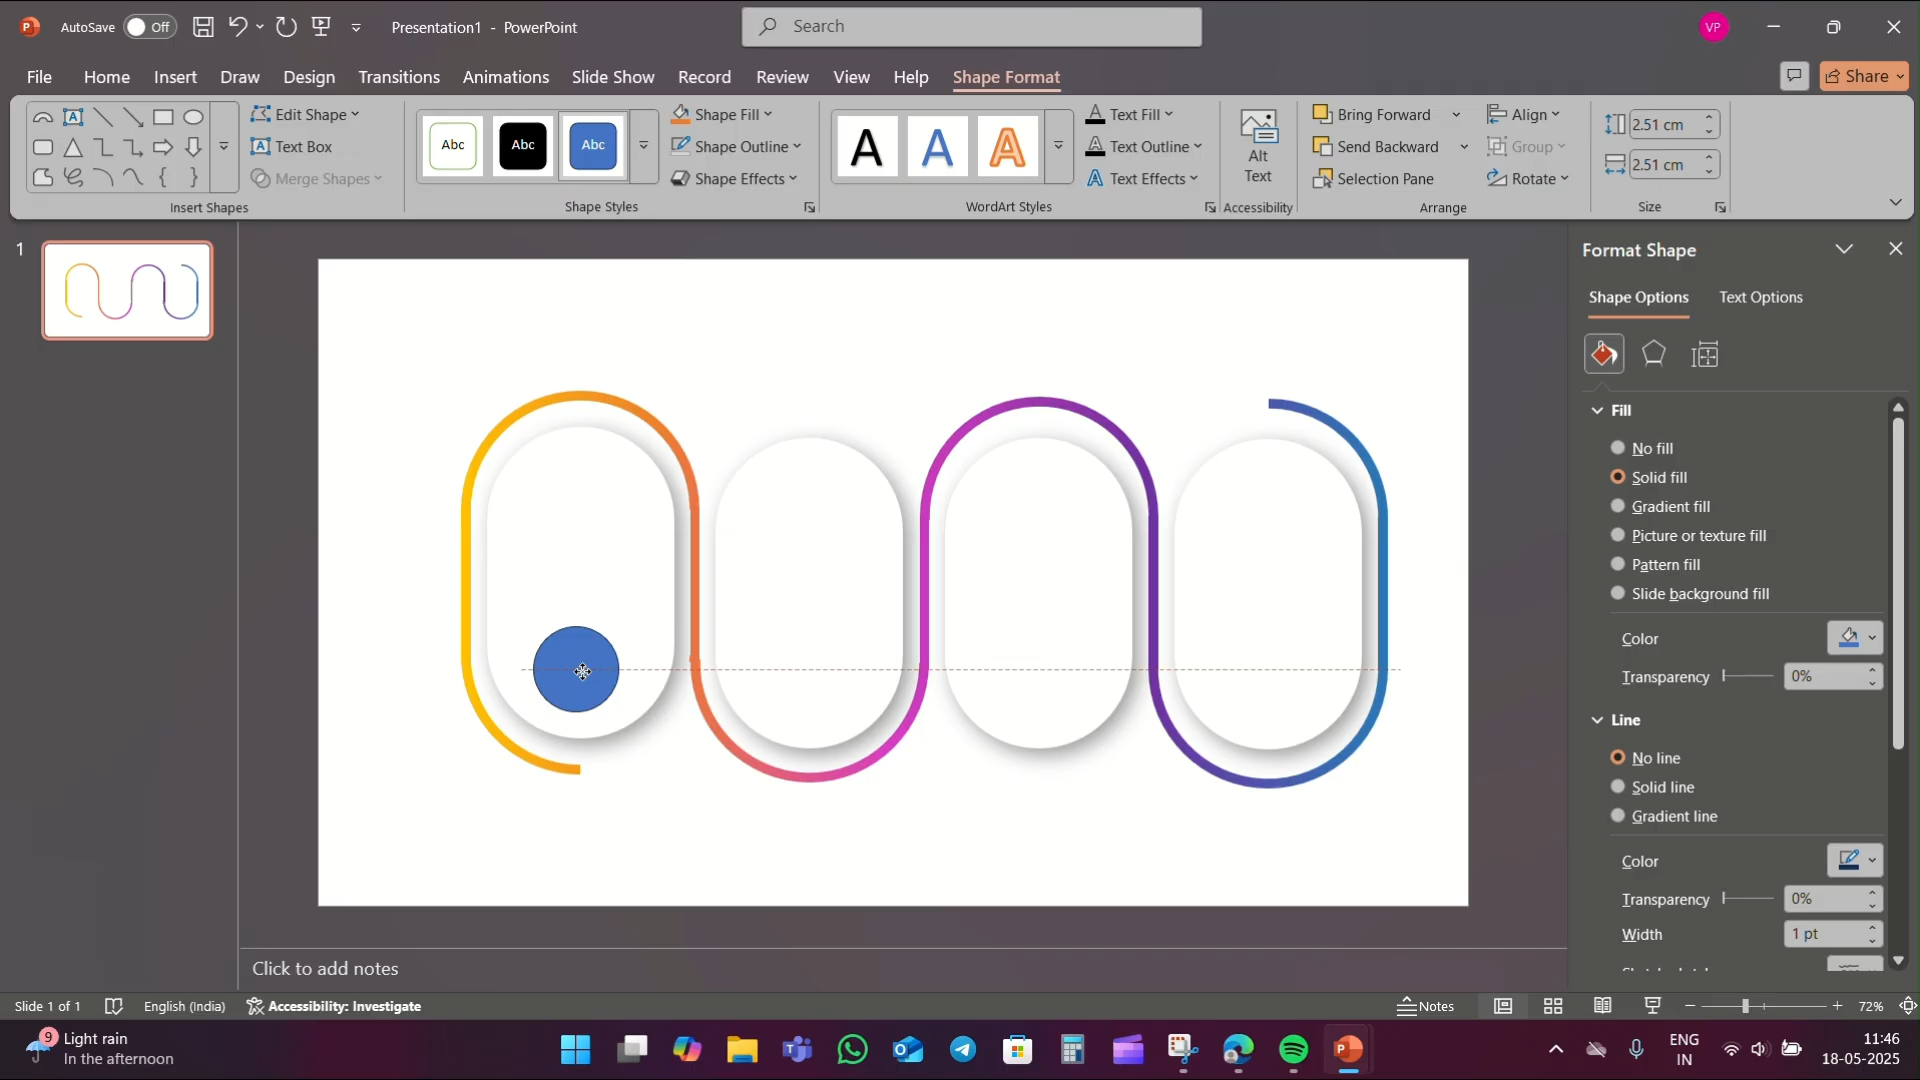 AutoSave Off Presentation1 - PowerPoint Search VP
File Home Insert Draw Design Transitions Animations Slide Show Record Review View Help Shape Format Share
Edit Shape
Text Box
Merge Shapes
Insert Shapes
Abc Abc Abc
Shape Fill
Shape Outline
Shape Effects
Shape Styles
A A A
Text Fill
Text Outline
Text Effects
WordArt Styles
Alt
Text
Accessibility
Bring Forward
Send Backward
Selection Pane
Align
Group
Rotate
Arrange
2.51 cm
2.51 cm
Size
1
Format Shape
Shape Options Text Options
Fill
No fill
Solid fill
Gradient fill
Picture or texture fill
Pattern fill
Slide background fill
Color
Transparency 0%
Line
No line
Solid line
Gradient line
Color
Transparency 0%
Width 1 pt
Click to add notes
Slide 1 of 1 English (India) Accessibility: Investigate Notes 72%
9 Light rain
In the afternoon
ENG
IN
11:46
18-05-2025